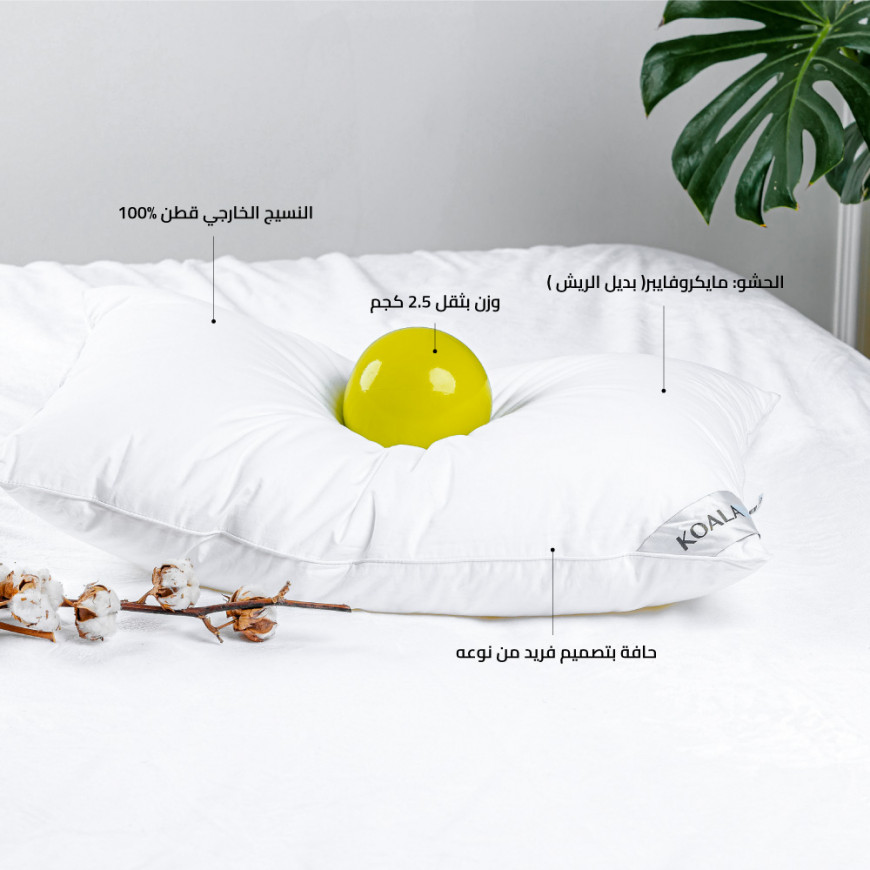 النسيج الخارجي قطن 100%
الحشو: مايكروفايبر( بديل الريش )
وزن بثقل 2.5 كجم
KOALA
حافة بتصميم فريد من نوعه